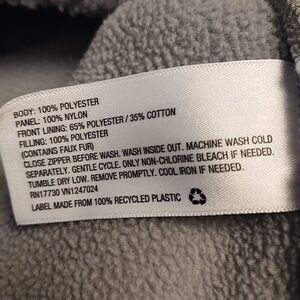 BODY: 100% POLYESTER
PANEL: 100% NYLON
FRONT LINING: 65% POLYESTER / 35% COTTON
FILLING: 100% POLYESTER
(CONTAINS FAUX FUR)
CLOSE ZIPPER BEFORE WASH. WASH INSIDE OUT. MACHINE WASH COLD
SEPARATELY. GENTLE CYCLE. ONLY NON-CHLORINE BLEACH IF NEEDED.
TUMBLE DRY LOW. REMOVE PROMPTLY. COOL IRON IF NEEDED.
RN17730 VN1247024
LABEL MADE FROM 100% RECYCLED PLASTIC